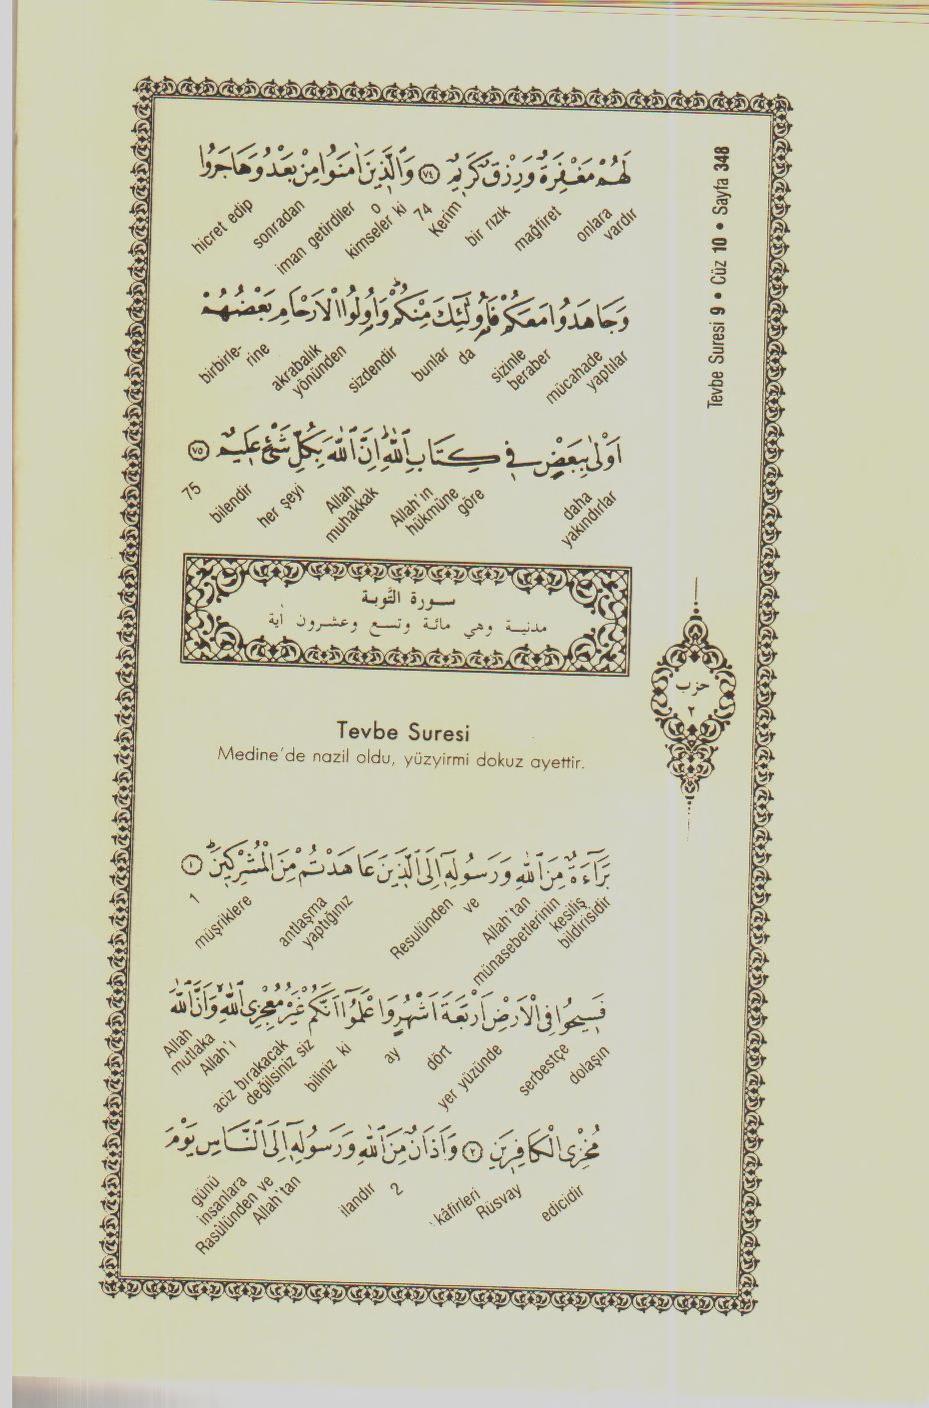 Tevbe Suresi 9 • Cüz 10 • Sayfa 348
لَهُمْ مَغْفِرَةٌ وَرِزْقٌ كَرِيمٌ ﴿٧٤﴾ وَالَّذِينَ اٰمَنُوا مِنْ بَعْدُ وَهَاجَرُوا
onlara vardır mağfiret bir rızık Kerim 74 o kimseler ki iman getirdiler sonradan hicret edip
وَجَاهَدُوا مَعَكُمْ فَاُو۬لٰٓئِكَ مِنْكُمْۜ وَاُو۬لُوا الْاَرْحَامِ بَعْضُهُمْ
mücahade yaptılar sizinle beraber da bunlar sizdendir akrabalık yönünden birbirle- rine
اَوْلٰى بِبَعْضٍ فِي كِتَابِ اللّٰهِۜ اِنَّ اللّٰهَ بِكُلِّ شَيْءٍ عَلِيمٌ ﴿٧٥﴾
daha yakındırlar Allah'ın hükmüne göre Allah muhakkak her şeyi bilendir 75
سورة التَّوبة
مدنية وهي مائة وتسع وعشرون اٰية
حزب
٢
Tevbe Suresi
Medine'de nazil oldu, yüzyirmi dokuz ayettir.
بَرَٓاءَةٌ مِنَ اللّٰهِ وَرَسُولِهِٓ اِلَى الَّذِينَ عَاهَدْتُمْ مِنَ الْمُشْرِكِينَۜ ﴿١﴾
münasebetlerinin kesiliş bildirisidir Allah'tan ve Resulünden antlaşma yaptığınız müşriklere 1
فَسِيحُوا فِي الْاَرْضِ اَرْبَعَةَ اَشْهُرٍ وَاعْلَمُٓوا اَنَّكُمْ غَيْرُ مُعْجِزِي اللّٰهِۙ وَاَنَّ اللّٰهَ
dolaşın serbestçe yer yüzünde dört ay biliniz ki aciz bırakacak değilsiniz siz Allah'ı mutlaka Allah
مُخْزِي الْكَافِرِينَ ﴿٢﴾ وَاَذَانٌ مِنَ اللّٰهِ وَرَسُولِهِٓ اِلَى النَّاسِ يَوْمَ
edicidir Rüsvay kâfirleri 2 ilandır Allah'tan Rasûlünden ve insanlara günü